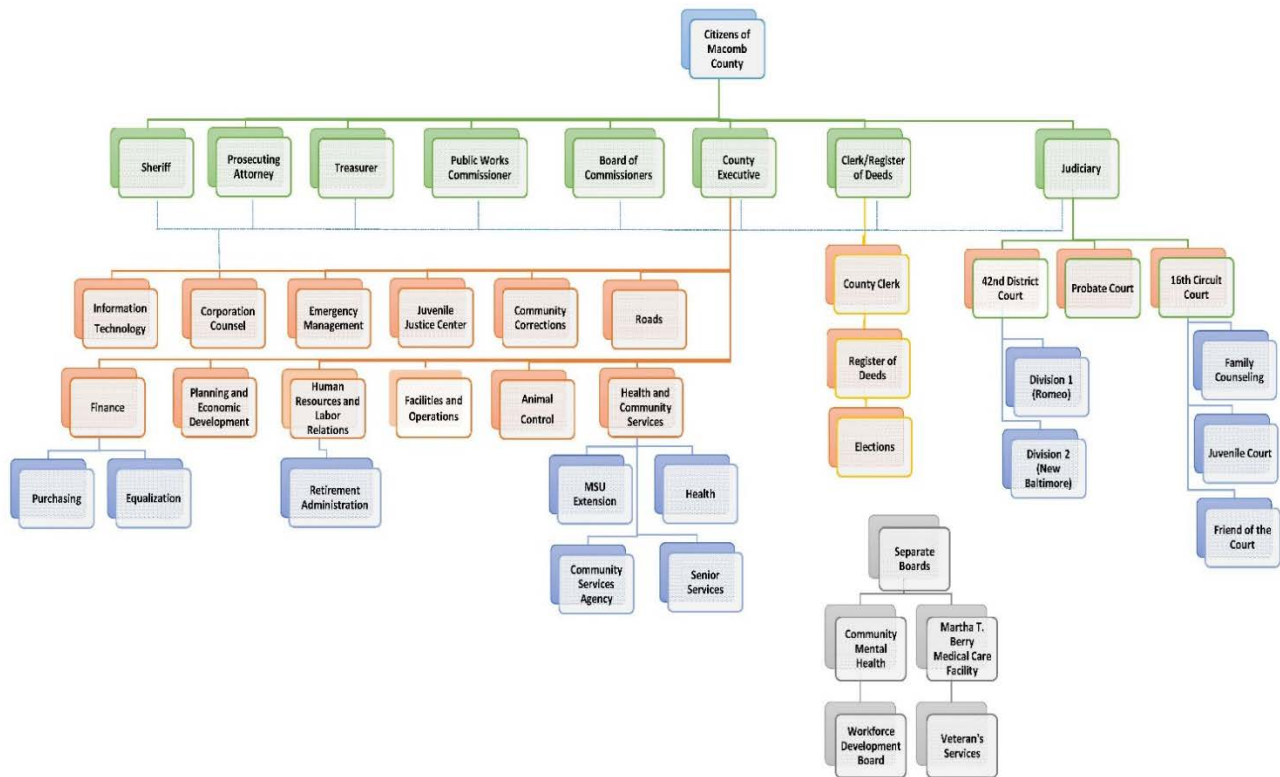 Citizens of
Macomb
County
Sheriff
Prosecuting
Attorney
Treasurer
Public Works
Commissioner
Board of
Commissioners
County
Executive
Clerk/Register
of Deeds
Judiciary
Information
Technology
Corporation
Counsel
Emergency
Management
Juvenile
Justice Center
Community
Corrections
Roads
County Clerk
42nd District
Court
Probate Court
16th Circuit
Court
Finance
Planning and
Economic
Development
Human
Resources and
Labor
Relations
Facilities and
Operations
Animal
Control
Health and
Community
Services
Register of
Deeds
Division 1
(Romeo)
Family
Counseling
Purchasing
Equalization
Retirement
Administration
MSU
Extension
Health
Elections
Division 2
(New
Baltimore)
Juvenile Court
Community
Services
Agency
Senior
Services
Friend of the
Court
Separate
Boards
Community
Mental
Health
Martha T.
Berry
Medical Care
Facility
Workforce
Development
Board
Veteran's
Services